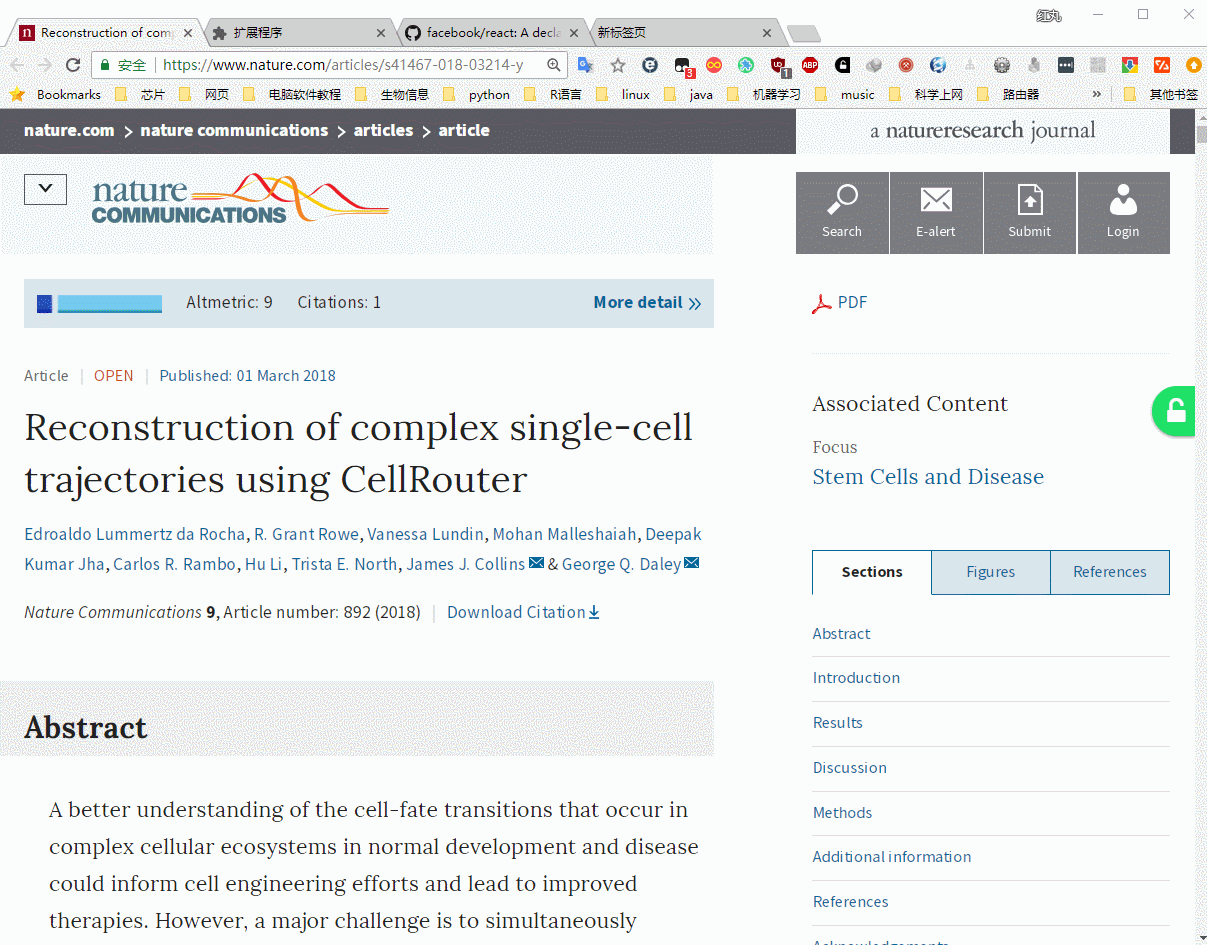 红丸
Reconstruction of comp
扩展程序
facebook/react: A decla
新标签页
安全 https://www.nature.com/articles/s41467-018-03214-y
3
1
ABP
Bookmarks 芯片 网页 电脑软件教程 生物信息 python R语言 linux java 机器学习 music 科学上网 路由器 » 其他书签
nature.com > nature communications > articles > article
a natureresearch journal
nature
COMMUNICATIONS
Search E-alert Submit Login
Altmetric: 9 Citations: 1 More detail »
PDF
Article | OPEN | Published: 01 March 2018
Reconstruction of complex single-cell
trajectories using CellRouter
Edroaldo Lummertz da Rocha, R. Grant Rowe, Vanessa Lundin, Mohan Malleshaiah, Deepak
Kumar Jha, Carlos R. Rambo, Hu Li, Trista E. North, James J. Collins & George Q. Daley
Nature Communications 9, Article number: 892 (2018) | Download Citation
Abstract
A better understanding of the cell-fate transitions that occur in
complex cellular ecosystems in normal development and disease
could inform cell engineering efforts and lead to improved
therapies. However, a major challenge is to simultaneously
Associated Content
Focus
Stem Cells and Disease
Sections Figures References
Abstract
Introduction
Results
Discussion
Methods
Additional information
References
Acknowledgements